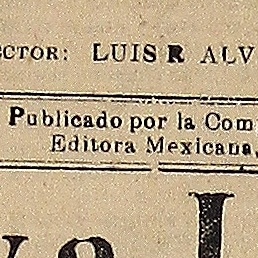 ECTOR: LUIS R ALV
Publicado por la Com
Editora Mexicana,